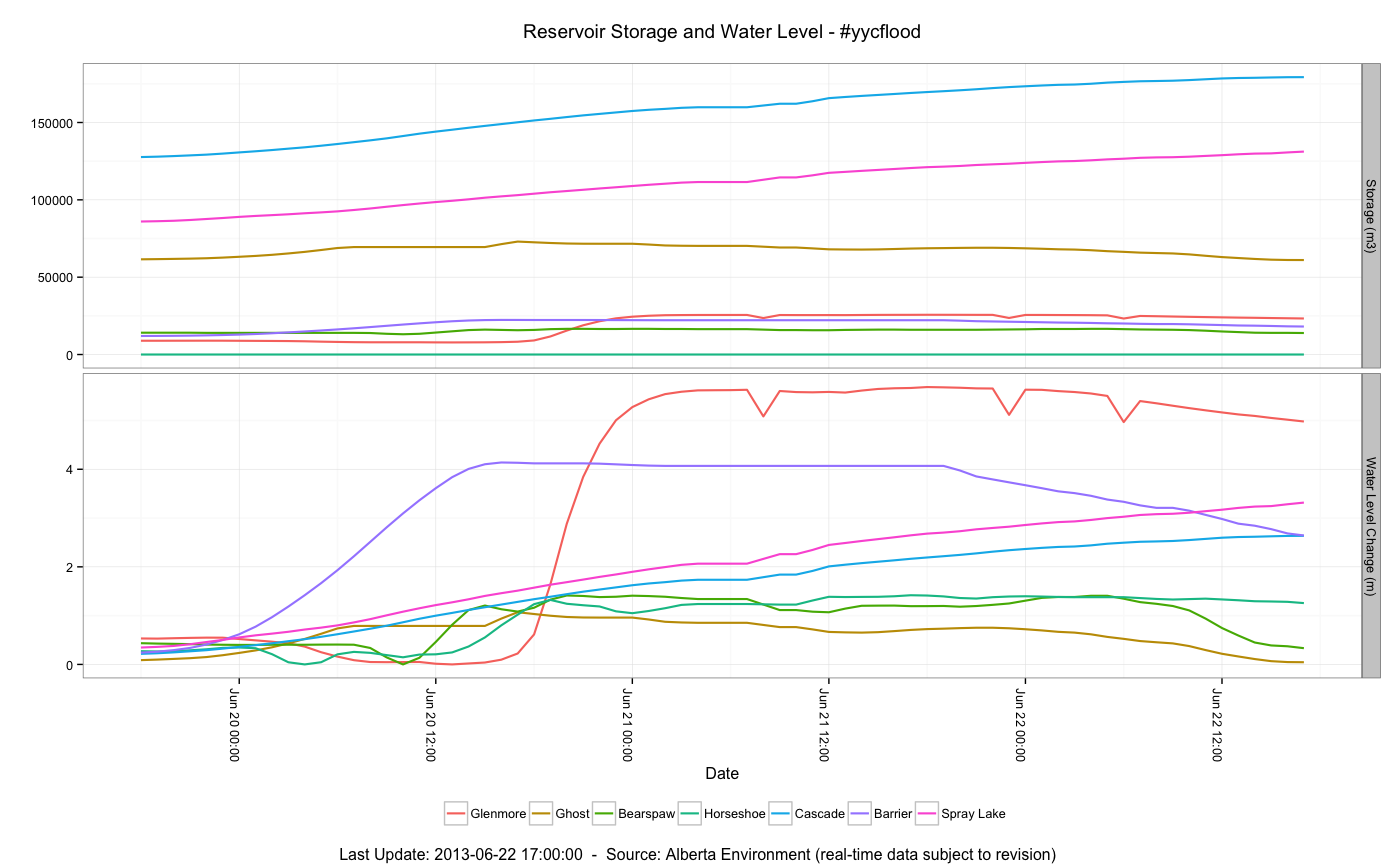 Reservoir Storage and Water Level - #yycflood
150000
100000
50000
0
Storage (m3)
4
2
0
Water Level Change (m)
Jun 20 00:00
Jun 20 12:00
Jun 21 00:00
Jun 21 12:00
Jun 22 00:00
Jun 22 12:00
Date
Glenmore Ghost Bearspaw Horseshoe Cascade Barrier Spray Lake
Last Update: 2013-06-22 17:00:00 - Source: Alberta Environment (real-time data subject to revision)